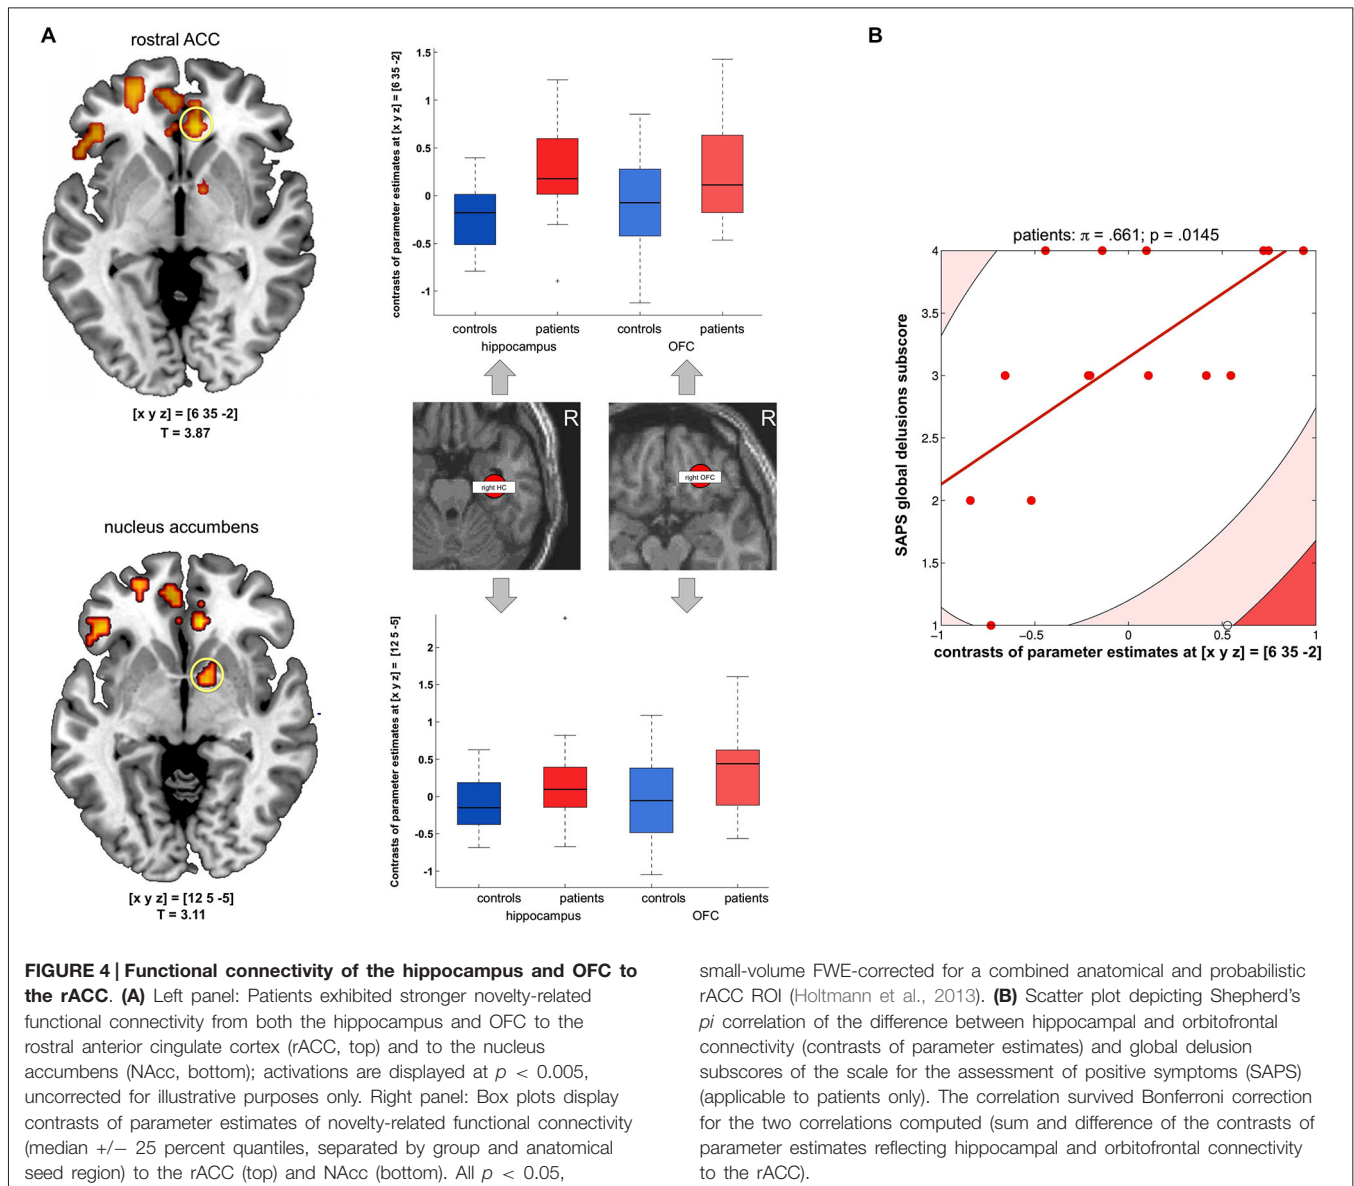 A
rostral ACC
[x y z] = [6 35 -2]
T = 3.87
nucleus accumbens
[x y z] = [12 5 -5]
T = 3.11
contrasts of parameter estimates at [x y z] = [6 35 -2]
1.5
1
0.5
0
-0.5
-1
controls patients controls patients
hippocampus OFC
R
right HC
R
right OFC
Contrasts of parameter estimates at [x y z] = [12 5 -5]
2
1.5
1
0.5
0
-0.5
-1
controls patients controls patients
hippocampus OFC
B
patients: π = .661; p = .0145
SAPS global delusions subscore
4
3.5
3
2.5
2
1.5
1
-1 -0.5 0 0.5 1
contrasts of parameter estimates at [x y z] = [6 35 -2]
FIGURE 4 | Functional connectivity of the hippocampus and OFC to
the rACC. (A) Left panel: Patients exhibited stronger novelty-related
functional connectivity from both the hippocampus and OFC to the
rostral anterior cingulate cortex (rACC, top) and to the nucleus
accumbens (NAcc, bottom); activations are displayed at p < 0.005,
uncorrected for illustrative purposes only. Right panel: Box plots display
contrasts of parameter estimates of novelty-related functional connectivity
(median +/− 25 percent quantiles, separated by group and anatomical
seed region) to the rACC (top) and NAcc (bottom). All p < 0.05,
small-volume FWE-corrected for a combined anatomical and probabilistic
rACC ROI (Holtmann et al., 2013). (B) Scatter plot depicting Shepherd's
pi correlation of the difference between hippocampal and orbitofrontal
connectivity (contrasts of parameter estimates) and global delusion
subscores of the scale for the assessment of positive symptoms (SAPS)
(applicable to patients only). The correlation survived Bonferroni correction
for the two correlations computed (sum and difference of the contrasts of
parameter estimates reflecting hippocampal and orbitofrontal connectivity
to the rACC).